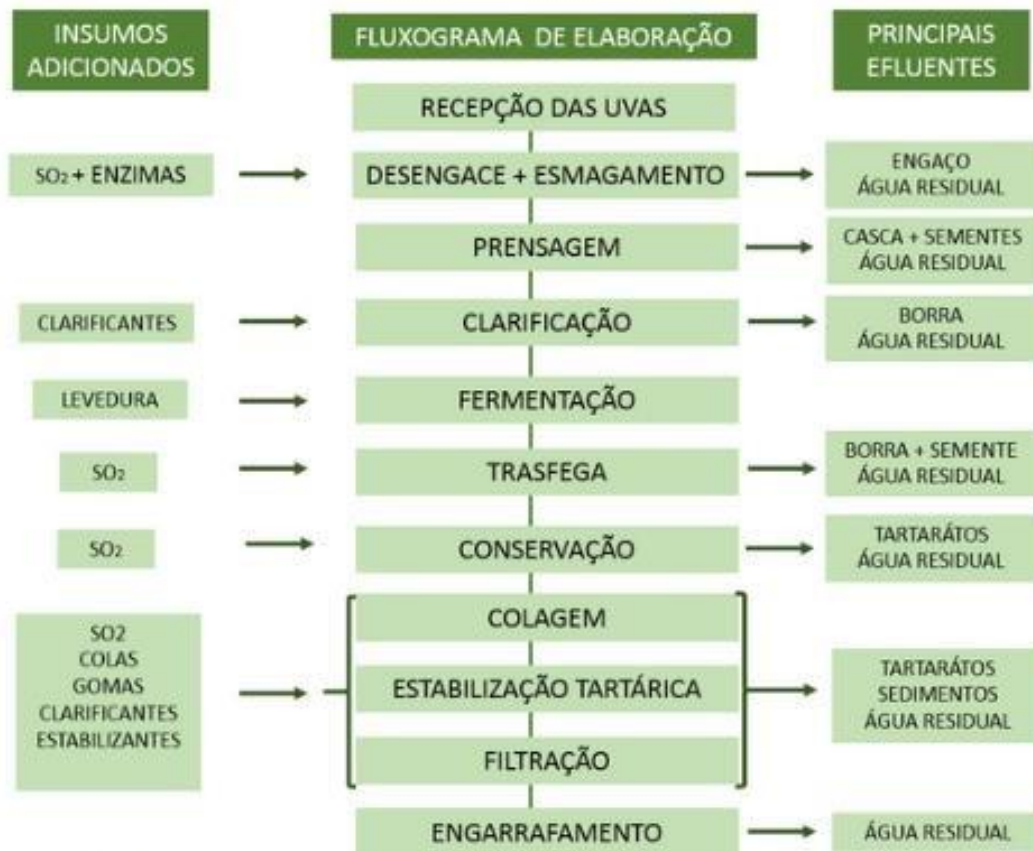 INSUMOS
ADICIONADOS
FLUXOGRAMA DE ELABORAÇÃO
PRINCIPAIS
EFLUENTES
RECEPÇÃO DAS UVAS
SO₂ + ENZIMAS
DESENGACE + ESMAGAMENTO
ENGAÇO
ÁGUA RESIDUAL
PRENSAGEM
CASCA + SEMENTES
ÁGUA RESIDUAL
CLARIFICANTES
CLARIFICAÇÃO
BORRA
ÁGUA RESIDUAL
LEVEDURA
FERMENTAÇÃO
SO₂
TRASFEGA
BORRA + SEMENTE
ÁGUA RESIDUAL
SO₂
CONSERVAÇÃO
TARTARÁTOS
ÁGUA RESIDUAL
SO2
COLAS
GOMAS
CLARIFICANTES
ESTABILIZANTES
COLAGEM
ESTABILIZAÇÃO TARTÁRICA
FILTRAÇÃO
TARTARÁTOS
SEDIMENTOS
ÁGUA RESIDUAL
ENGARRAFAMENTO
ÁGUA RESIDUAL